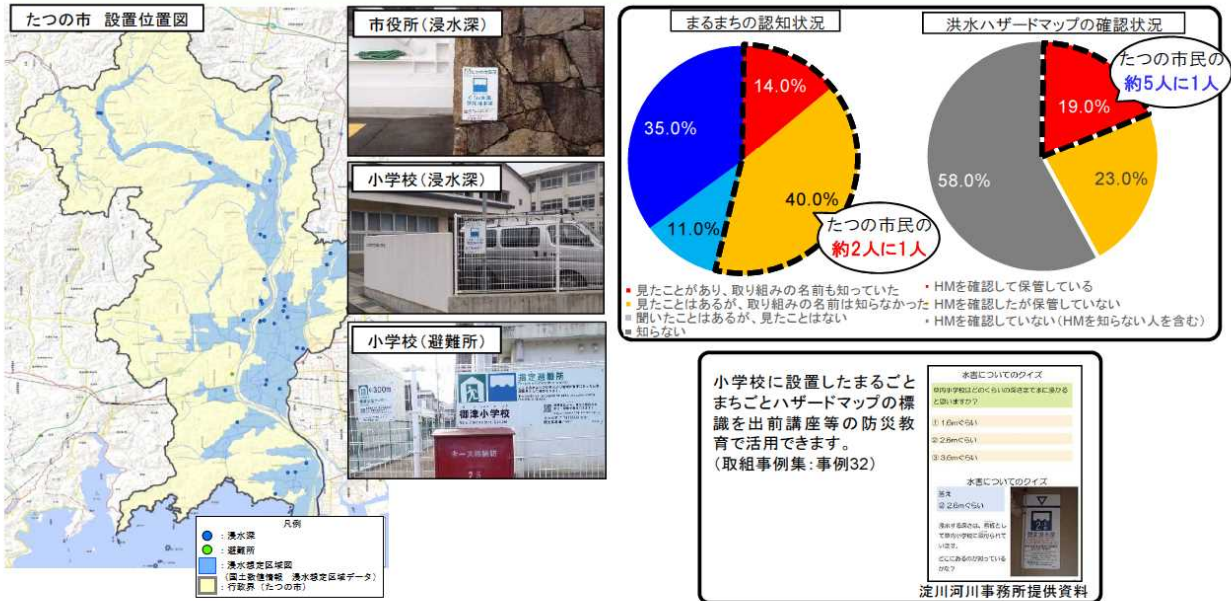 たつの市 設置位置図
市役所(浸水深)
小学校(浸水深)
小学校(避難所)
指定避難所
御津小学校
凡例
:浸水深
:避難所
:浸水想定区域図
(国土数値情報 浸水想定区域データ)
:行政界(たつの市)
まるまちの認知状況
14.0%
40.0%
11.0%
35.0%
たつの市民の
約2人に1人
見たことがあり、取り組みの名前も知っていた
見たことはあるが、取り組みの名前は知らなかった
聞いたことはあるが、見たことはない
知らない
洪水ハザードマップの確認状況
19.0%
23.0%
58.0%
たつの市民の
約5人に1人
HMを確認して保管している
HMを確認したが保管していない
HMを確認していない(HMを知らない人を含む)
小学校に設置したまるごと
まちごとハザードマップの標
識を出前講座等の防災教
育で活用できます。
(取組事例集:事例32)
水害についてのクイズ
と思いますか?
① 1.6mぐらい
② 2.6mぐらい
③ 3.6mぐらい
水害についてのクイズ
答え
② 2.6mぐらい
淀川河川事務所提供資料